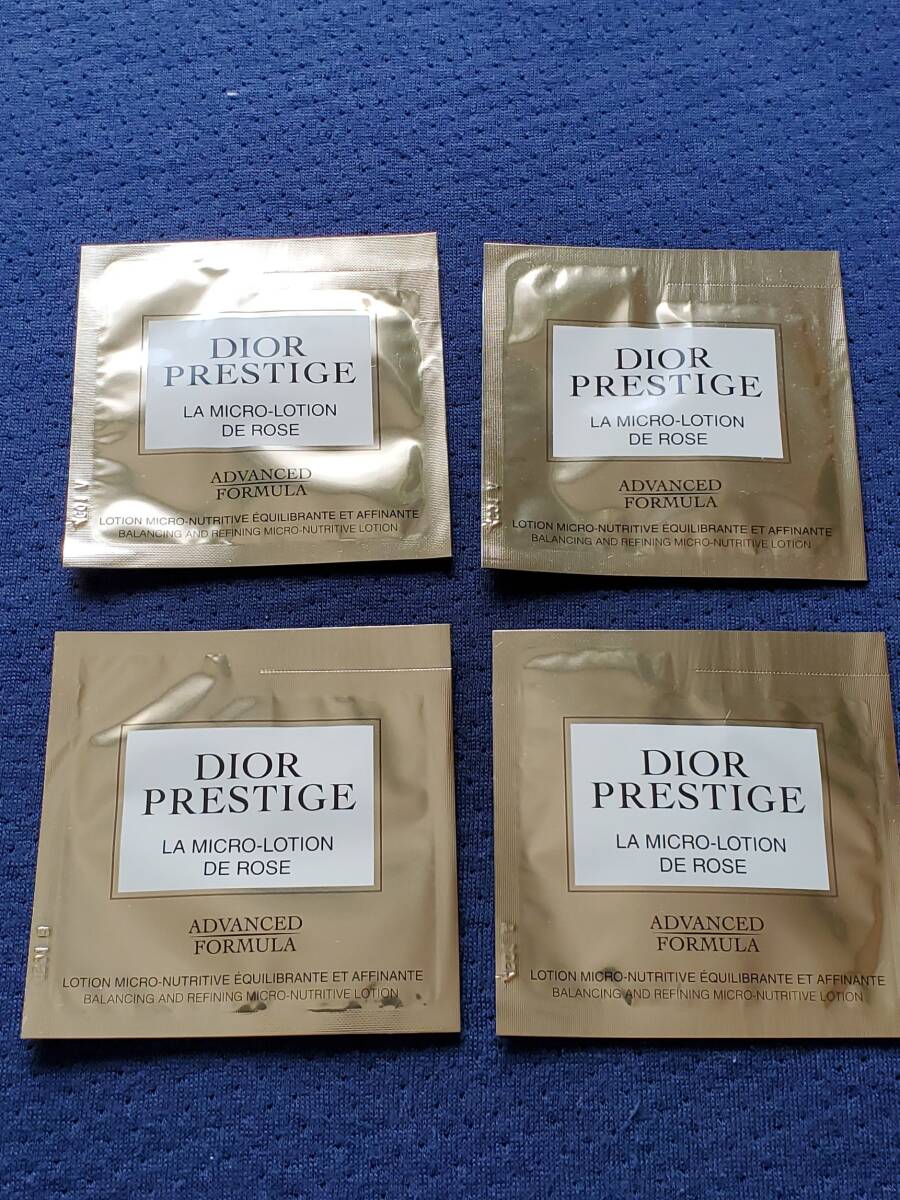 DIOR
PRESTIGE
LA MICRO-LOTION
DE ROSE
ADVANCED
FORMULA
LOTION MICRO-NUTRITIVE ÉQUILIBRANTE ET AFFINANTE
BALANCING AND REFINING MICRO-NUTRITIVE LOTION
DIOR
PRESTIGE
LA MICRO-LOTION
DE ROSE
ADVANCED
FORMULA
LOTION MICRO-NUTRITIVE ÉQUILIBRANTE ET AFFINANTE
BALANCING AND REFINING MICRO-NUTRITIVE LOTION
DIOR
PRESTIGE
LA MICRO-LOTION
DE ROSE
ADVANCED
FORMULA
LOTION MICRO-NUTRITIVE ÉQUILIBRANTE ET AFFINANTE
BALANCING AND REFINING MICRO-NUTRITIVE LOTION
DIOR
PRESTIGE
LA MICRO-LOTION
DE ROSE
ADVANCED
FORMULA
LOTION MICRO-NUTRITIVE ÉQUILIBRANTE ET AFFINANTE
BALANCING AND REFINING MICRO-NUTRITIVE LOTION